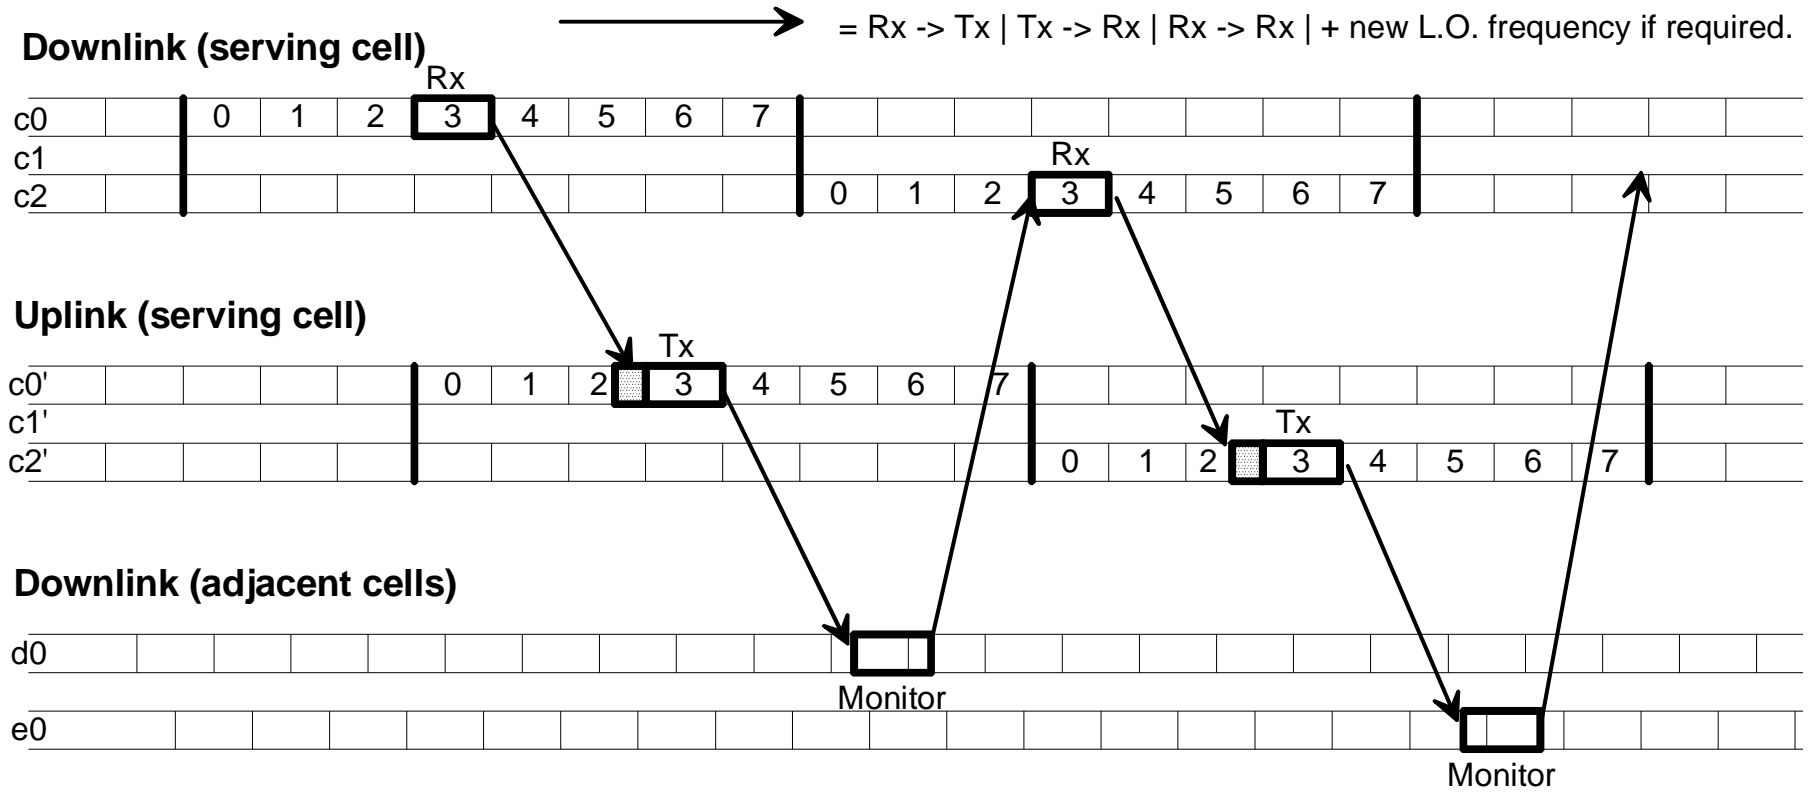 = Rx -> Tx | Tx -> Rx | Rx -> Rx | + new L.O. frequency if required.
Downlink (serving cell)
Rx
c0 0 1 2 3 4 5 6 7
c1 Rx
c2 0 1 2 3 4 5 6 7
Uplink (serving cell)
Tx
c0' 0 1 2 3 4 5 6 7
c1' Tx
c2' 0 1 2 3 4 5 6 7
Downlink (adjacent cells)
d0
Monitor
e0
Monitor